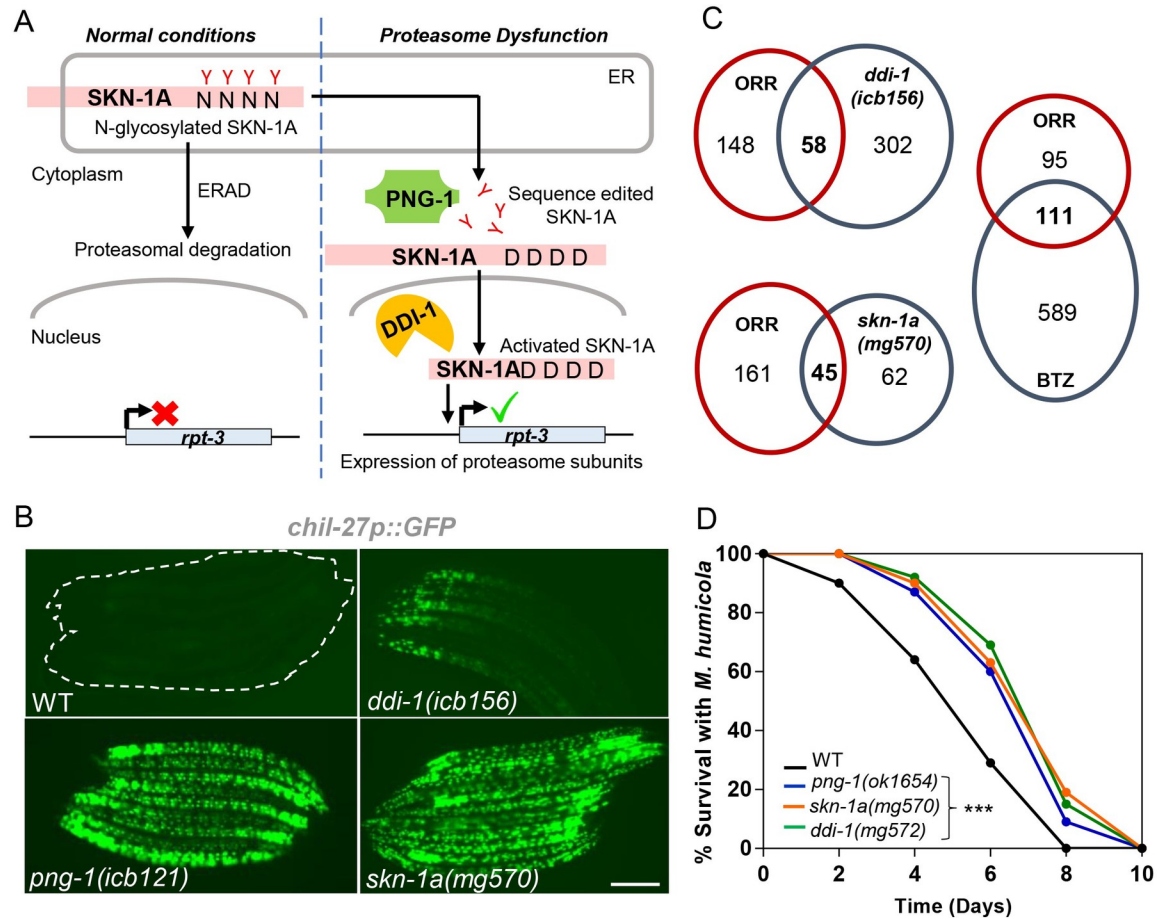 A
Normal conditions
Proteasome Dysfunction
ER
Y Y Y Y
SKN-1A N N N N
N-glycosylated SKN-1A
Cytoplasm
ERAD
Proteasomal degradation
Nucleus
rpt-3
PNG-1
Y Y Y Y
Sequence edited
SKN-1A
SKN-1A D D D D
DDI-1
Activated SKN-1A
SKN-1A D D D D
rpt-3
Expression of proteasome subunits
B
chil-27p::GFP
WT
ddi-1(icb156)
png-1(icb121)
skn-1a(mg570)
C
ORR
ddi-1
(icb156)
148
58
302
ORR
skn-1a
(mg570)
161
45
62
ORR
95
111
589
BTZ
D
% Survival with M. humicola
100
80
60
40
20
0
WT
png-1(ok1654)
skn-1a(mg570)
ddi-1(mg572)
***
0 2 4 6 8 10
Time (Days)